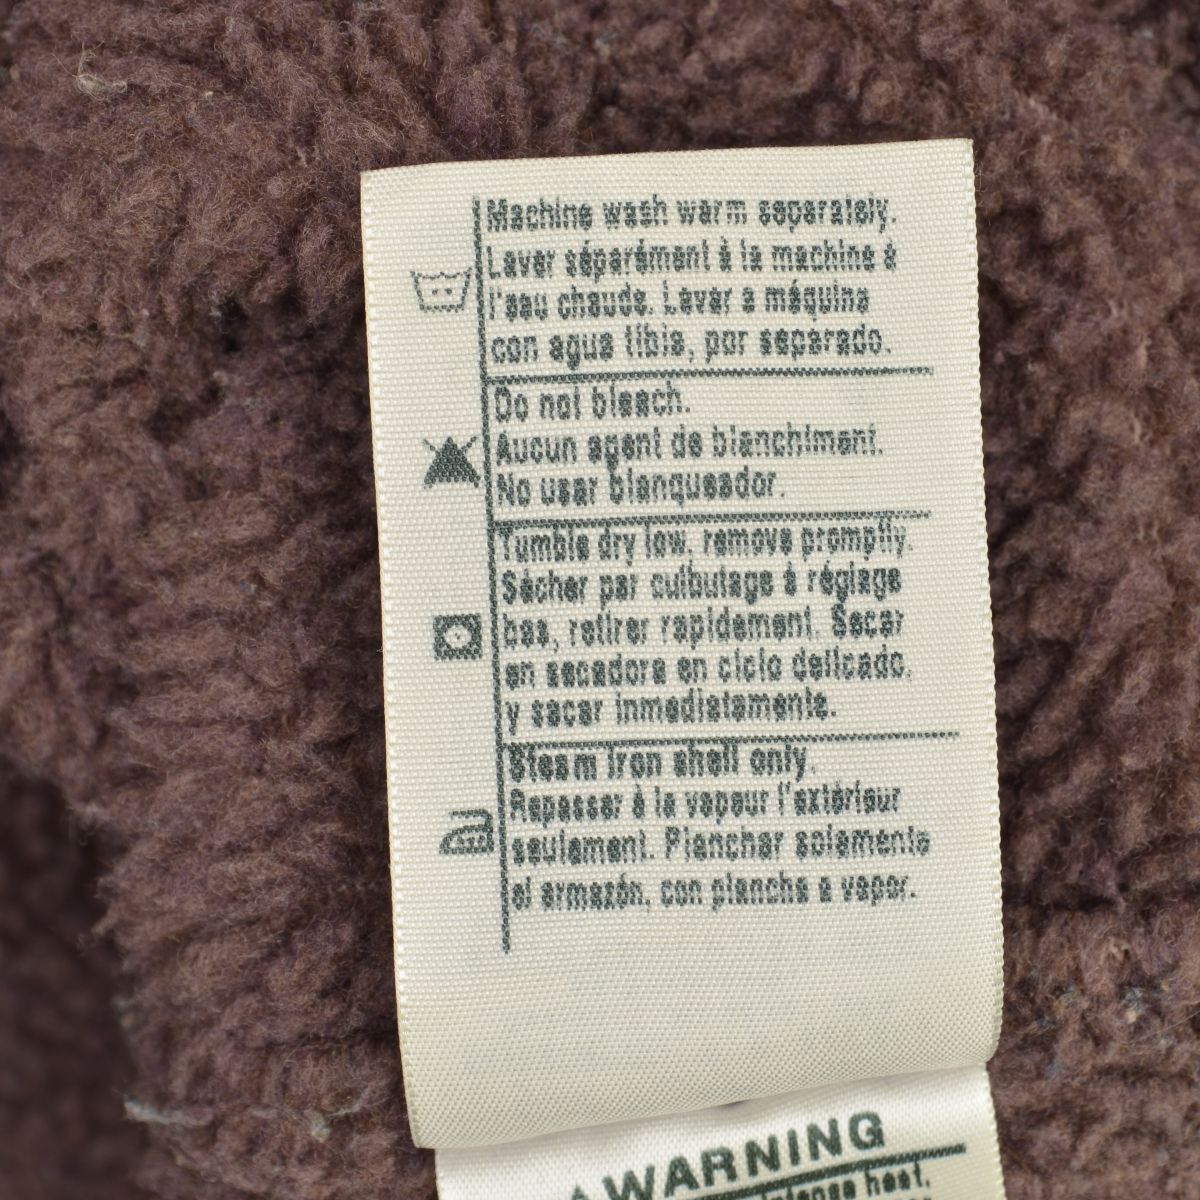 Machine wash warm separately.
Laver séparément à la machine à
l'eau chaude. Lavar a máquina
con agua tibia, por separado.
Do not bleach.
Aucun agent de blanchiment.
No usar blanqueador.
Tumble dry low, remove promptly.
Sécher par culbutage à réglage
bas, retirer rapidement. Secar
en secadora en ciclo delicado,
y sacar inmediatamente.
Steam iron shell only.
Repasser à la vapeur l'extérieur
seulement. Planchar solamente
el armazón, con plancha a vapor.
WARNING
intense heat.